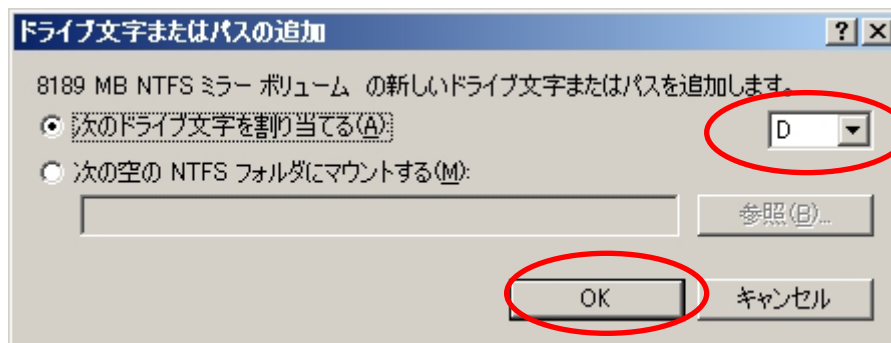 ドライブ文字またはパスの追加
8189 MB NTFS ミラー ボリューム の新しいドライブ文字またはパスを追加します。
次のドライブ文字を割り当てる(A): D
次の空の NTFS フォルダにマウントする(M):
参照(B)...
OK キャンセル